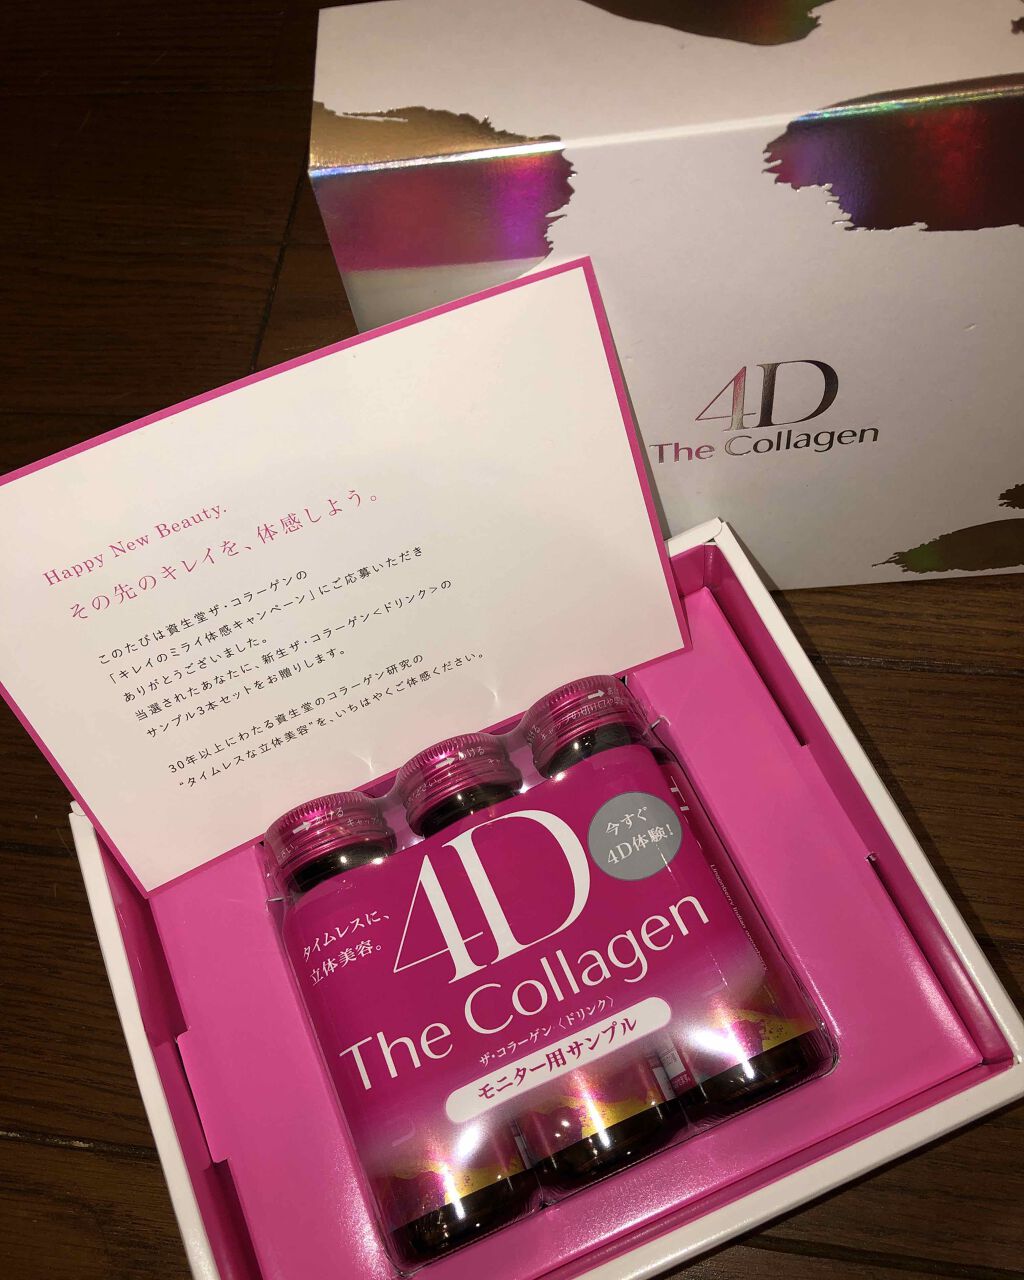 4D
The Collagen
Happy New Beauty.
その先のキレイを、体感しよう。
このたびは資生堂ザ・コラーゲンの
「キレイのミライ体感キャンペーン」にご応募いただき
ありがとうございました。
当選されたあなたに、新生ザ・コラーゲン<ドリンク>の
サンプル3本セットをお贈りします。
30年以上にわたる資生堂のコラーゲン研究の
“タイムレスな立体美容”を、いちはやくご体感ください。
→あける
→あける
タイムレスに、
立体美容。
4D
今すぐ
4D体験!
The Collagen
ザ・コラーゲン〈ドリンク〉
モニター用サンプル